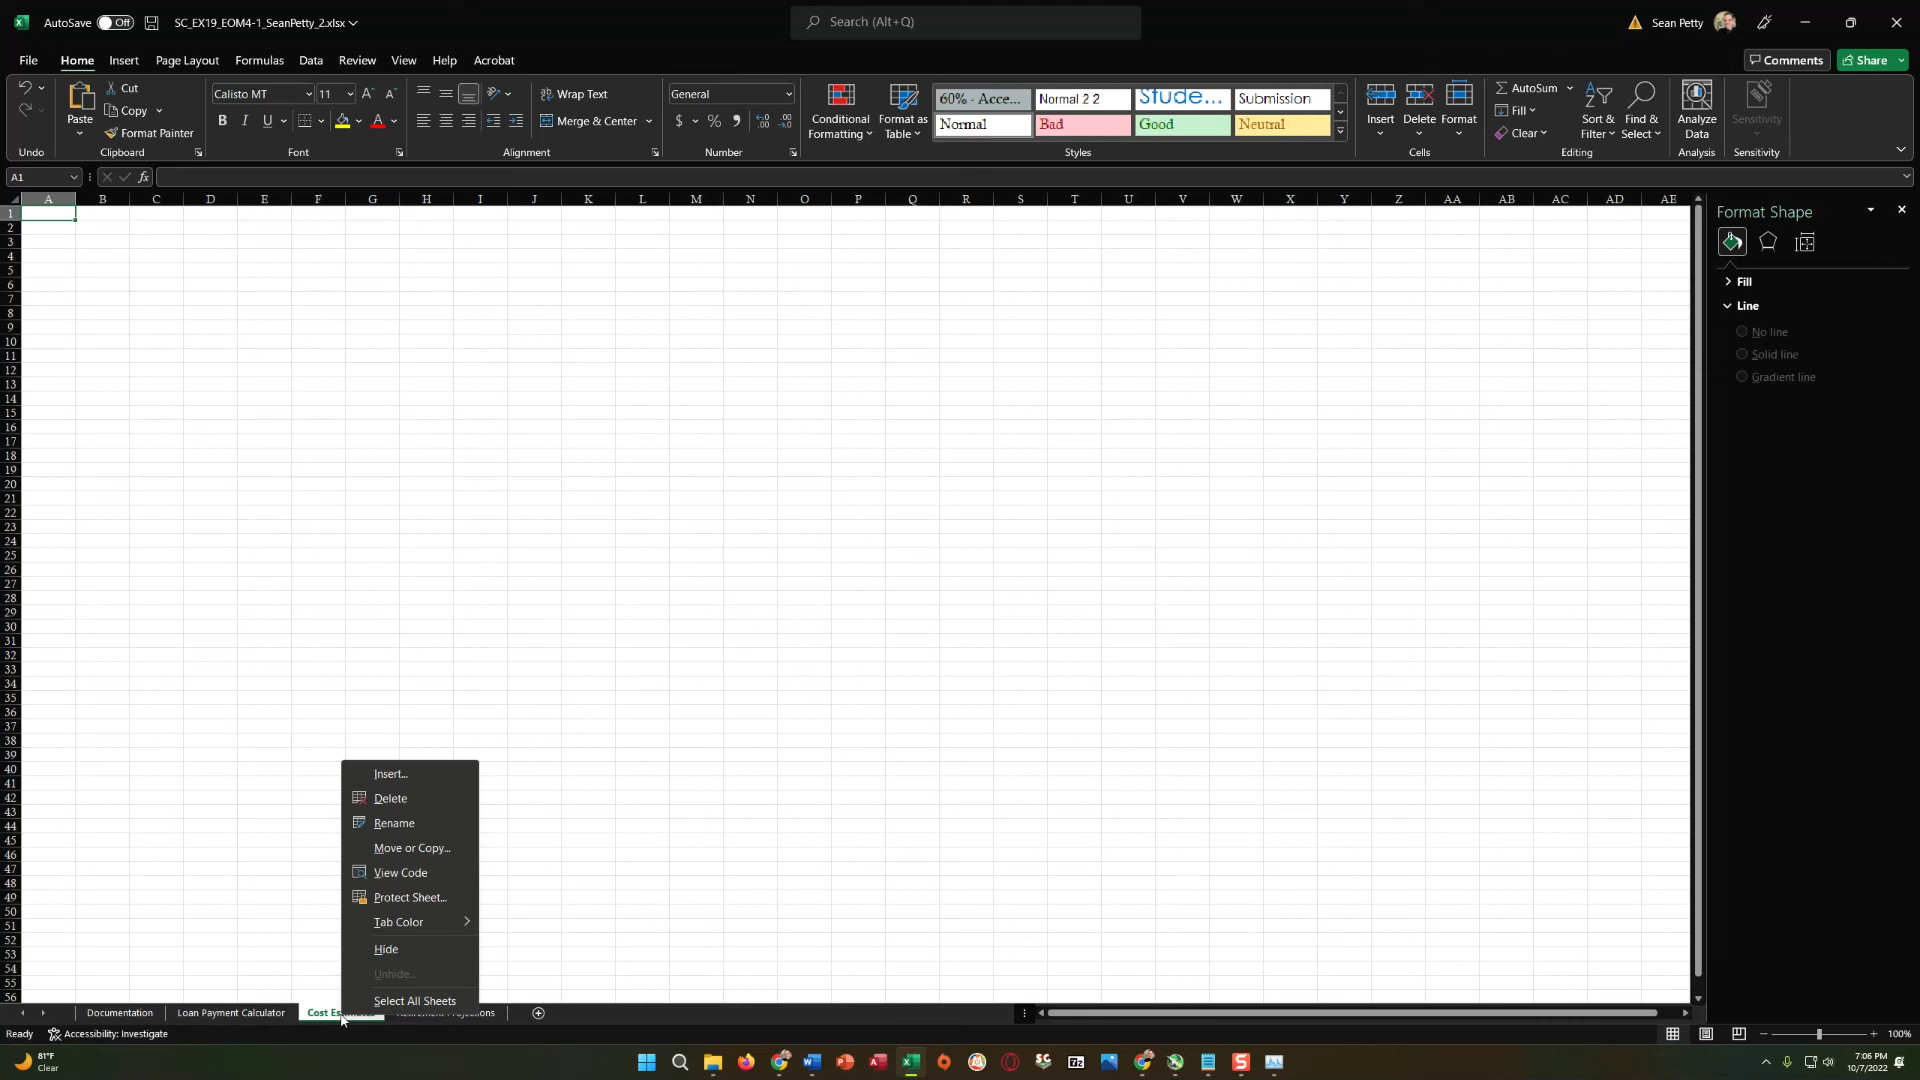 AutoSave Off SC_EX19_EOM4-1_SeanPetty_2.xlsx Search (Alt+Q) Sean Petty
File Home Insert Page Layout Formulas Data Review View Help Acrobat Comments Share
Paste Cut Copy Format Painter
Calisto MT 11 B I U
Wrap Text Merge & Center
General $ %
Conditional Formatting Format as Table
60% - Acce... Normal 2 2 Stude... Submission
Normal Bad Good Neutral
Insert Delete Format
AutoSum Fill Clear
Sort & Filter Find & Select Analyze Data Sensitivity
Undo Clipboard Font Alignment Number Styles Cells Editing Analysis Sensitivity
A1 fx
A B C D E F G H I J K L M N O P Q R S T U V W X Y Z AA AB AC AD AE
1
2
3
4
5
6
7
8
9
10
11
12
13
14
15
16
17
18
19
20
21
22
23
24
25
26
27
28
29
30
31
32
33
34
35
36
37
38
39
40
41
42
43
44
45
46
47
48
49
50
51
52
53
54
55
56
Format Shape
Fill
Line
No line
Solid line
Gradient line
Insert...
Delete
Rename
Move or Copy...
View Code
Protect Sheet...
Tab Color
Hide
Unhide...
Select All Sheets
Documentation Loan Payment Calculator Cost Projections
Ready Accessibility: Investigate 100%
81°F
Clear
7:06 PM
10/7/2022